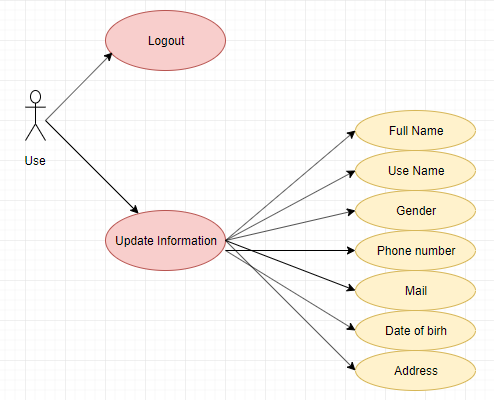 Logout
Use
Update Information
Full Name
Use Name
Gender
Phone number
Mail
Date of birh
Address